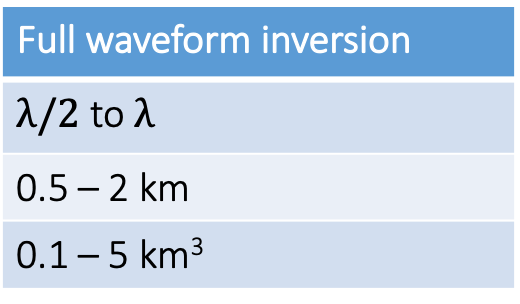 Full waveform inversion
λ/2 to λ
0.5 – 2 km
0.1 – 5 km³